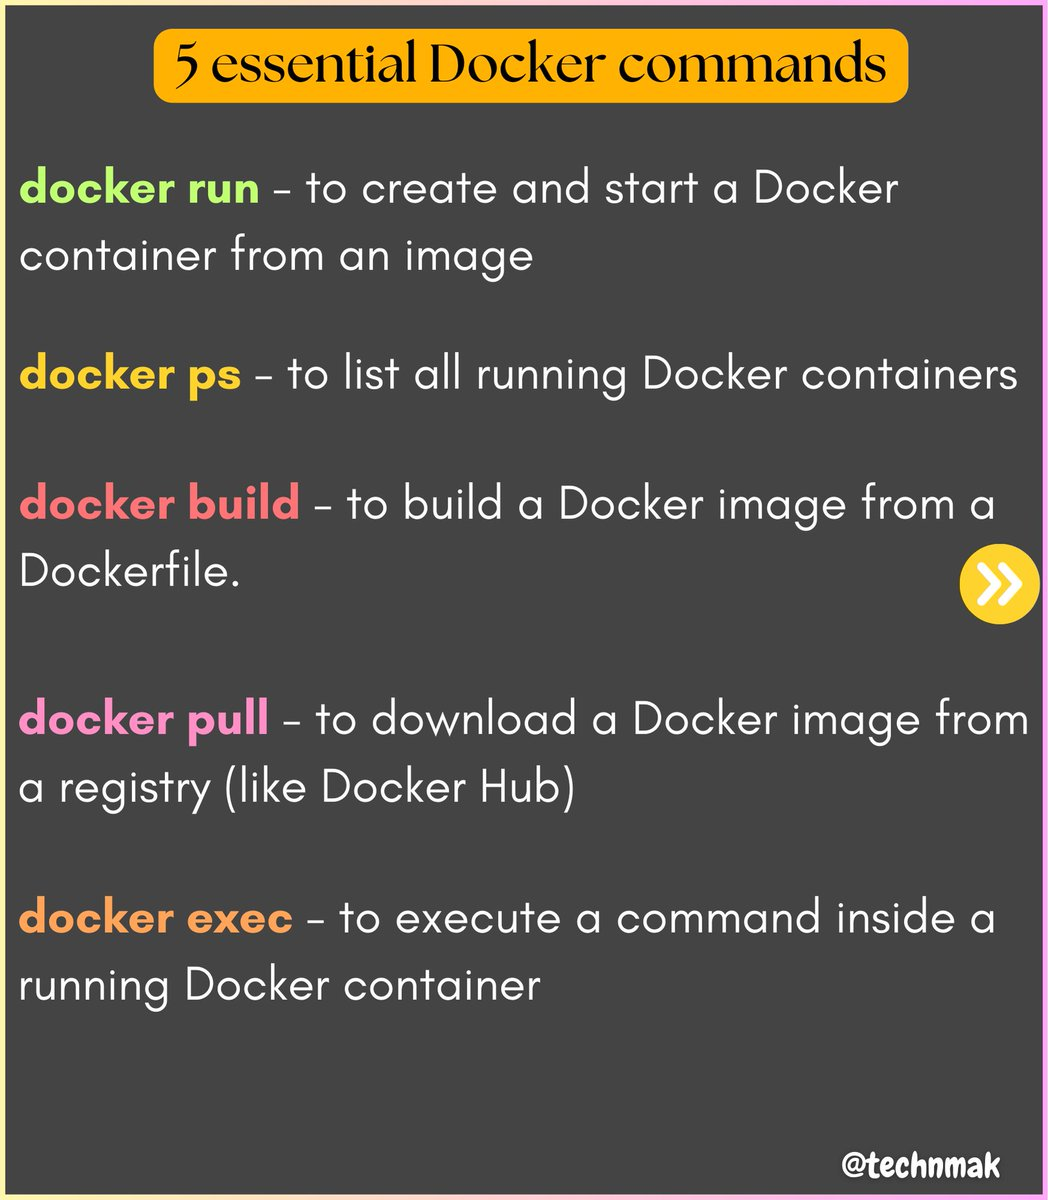 5 essential Docker commands
docker run – to create and start a Docker
container from an image
docker ps – to list all running Docker containers
docker build – to build a Docker image from a
Dockerfile.
docker pull – to download a Docker image from
a registry (like Docker Hub)
docker exec – to execute a command inside a
running Docker container
@technmak